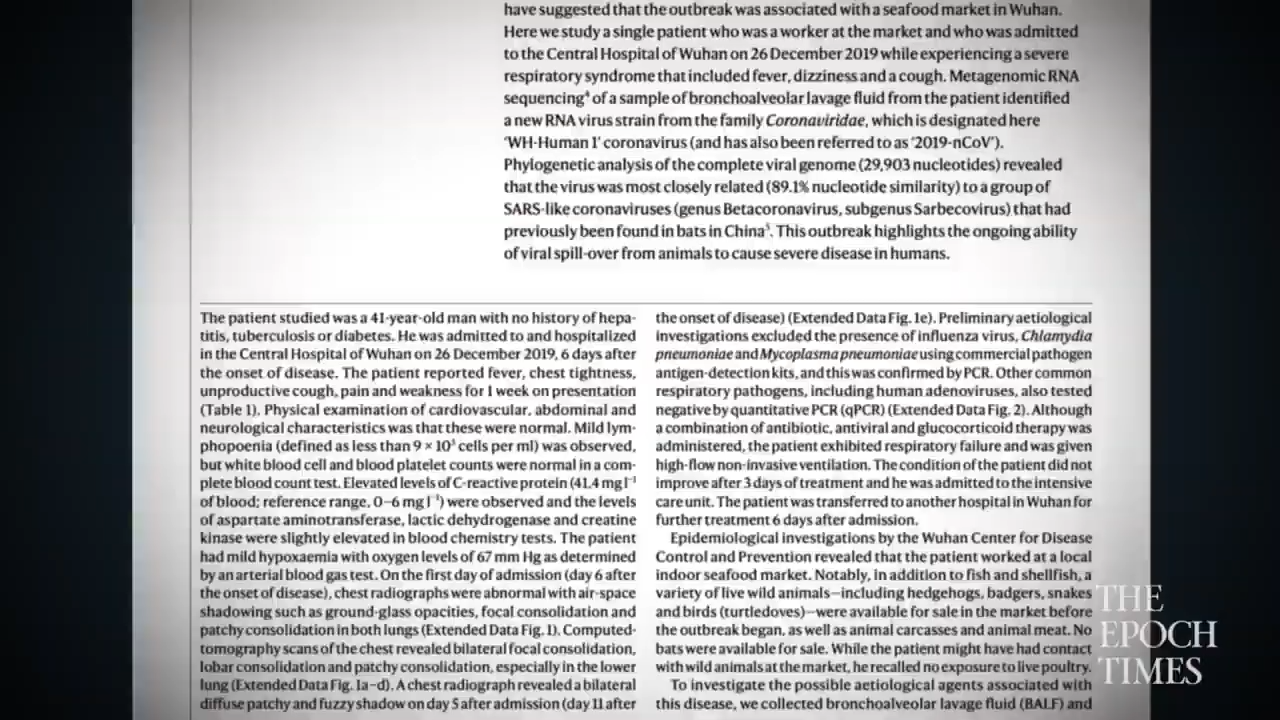 have suggested that the outbreak was associated with a seafood market in Wuhan.
Here we study a single patient who was a worker at the market and who was admitted
to the Central Hospital of Wuhan on 26 December 2019 while experiencing a severe
respiratory syndrome that included fever, dizziness and a cough. Metagenomic RNA
sequencing⁴ of a sample of bronchoalveolar lavage fluid from the patient identified
a new RNA virus strain from the family Coronaviridae, which is designated here
‘WH-Human 1’ coronavirus (and has also been referred to as ‘2019-nCoV’).
Phylogenetic analysis of the complete viral genome (29,903 nucleotides) revealed
that the virus was most closely related (89.1% nucleotide similarity) to a group of
SARS-like coronaviruses (genus Betacoronavirus, subgenus Sarbecovirus) that had
previously been found in bats in China⁵. This outbreak highlights the ongoing ability
of viral spill-over from animals to cause severe disease in humans.
The patient studied was a 41-year-old man with no history of hepa-
titis, tuberculosis or diabetes. He was admitted to and hospitalized
in the Central Hospital of Wuhan on 26 December 2019, 6 days after
the onset of disease. The patient reported fever, chest tightness,
unproductive cough, pain and weakness for 1 week on presentation
(Table 1). Physical examination of cardiovascular, abdominal and
neurological characteristics was that these were normal. Mild lym-
phopoenia (defined as less than 9 × 10⁵ cells per ml) was observed,
but white blood cell and blood platelet counts were normal in a com-
plete blood count test. Elevated levels of C-reactive protein (41.4 mg l⁻¹
of blood; reference range, 0–6 mg l⁻¹) were observed and the levels
of aspartate aminotransferase, lactic dehydrogenase and creatine
kinase were slightly elevated in blood chemistry tests. The patient
had mild hypoxaemia with oxygen levels of 67 mm Hg as determined
by an arterial blood gas test. On the first day of admission (day 6 after
the onset of disease), chest radiographs were abnormal with air-space
shadowing such as ground-glass opacities, focal consolidation and
patchy consolidation in both lungs (Extended Data Fig. 1). Computed-
tomography scans of the chest revealed bilateral focal consolidation,
lobar consolidation and patchy consolidation, especially in the lower
lung (Extended Data Fig. 1a–d). A chest radiograph revealed a bilateral
diffuse patchy and fuzzy shadow on day 5 after admission (day 11 after
the onset of disease) (Extended Data Fig. 1e). Preliminary aetiological
investigations excluded the presence of influenza virus, Chlamydia
pneumoniae and Mycoplasma pneumoniae using commercial pathogen
antigen-detection kits, and this was confirmed by PCR. Other common
respiratory pathogens, including human adenoviruses, also tested
negative by quantitative PCR (qPCR) (Extended Data Fig. 2). Although
a combination of antibiotic, antiviral and glucocorticoid therapy was
administered, the patient exhibited respiratory failure and was given
high-flow non-invasive ventilation. The condition of the patient did not
improve after 3 days of treatment and he was admitted to the intensive
care unit. The patient was transferred to another hospital in Wuhan for
further treatment 6 days after admission.
Epidemiological investigations by the Wuhan Center for Disease
Control and Prevention revealed that the patient worked at a local
indoor seafood market. Notably, in addition to fish and shellfish, a
variety of live wild animals—including hedgehogs, badgers, snakes
and birds (turtledoves)—were available for sale in the market before
the outbreak began, as well as animal carcasses and animal meat. No
bats were available for sale. While the patient might have had contact
with wild animals at the market, he recalled no exposure to live poultry.
To investigate the possible aetiological agents associated with
this disease, we collected bronchoalveolar lavage fluid (BALF) and
THE
EPOCH
TIMES